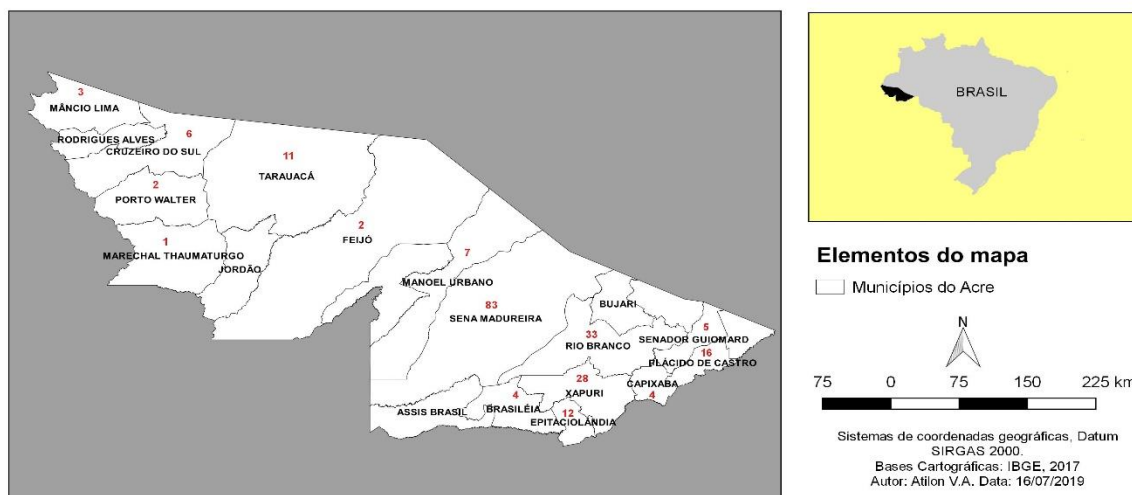 3
MÂNCIO LIMA
RODRIGUES ALVES
6
CRUZEIRO DO SUL
11
TARAUACÁ
2
PORTO WALTER
1
MARECHAL THAUMATURGO
JORDÃO
2
FEIJÓ
7
MANOEL URBANO
83
SENA MADUREIRA
BUJARI
33
RIO BRANCO
5
SENADOR GUIOMARD
16
PLÁCIDO DE CASTRO
28
XAPURI
CAPIXABA
4
ASSIS BRASIL
4
BRASILÉIA
12
EPITACIOLÂNDIA
BRASIL
Elementos do mapa
Municípios do Acre
N
75 0 75 150 225 km
Sistemas de coordenadas geográficas, Datum
SIRGAS 2000.
Bases Cartográficas: IBGE, 2017
Autor: Atilon V.A. Data: 16/07/2019